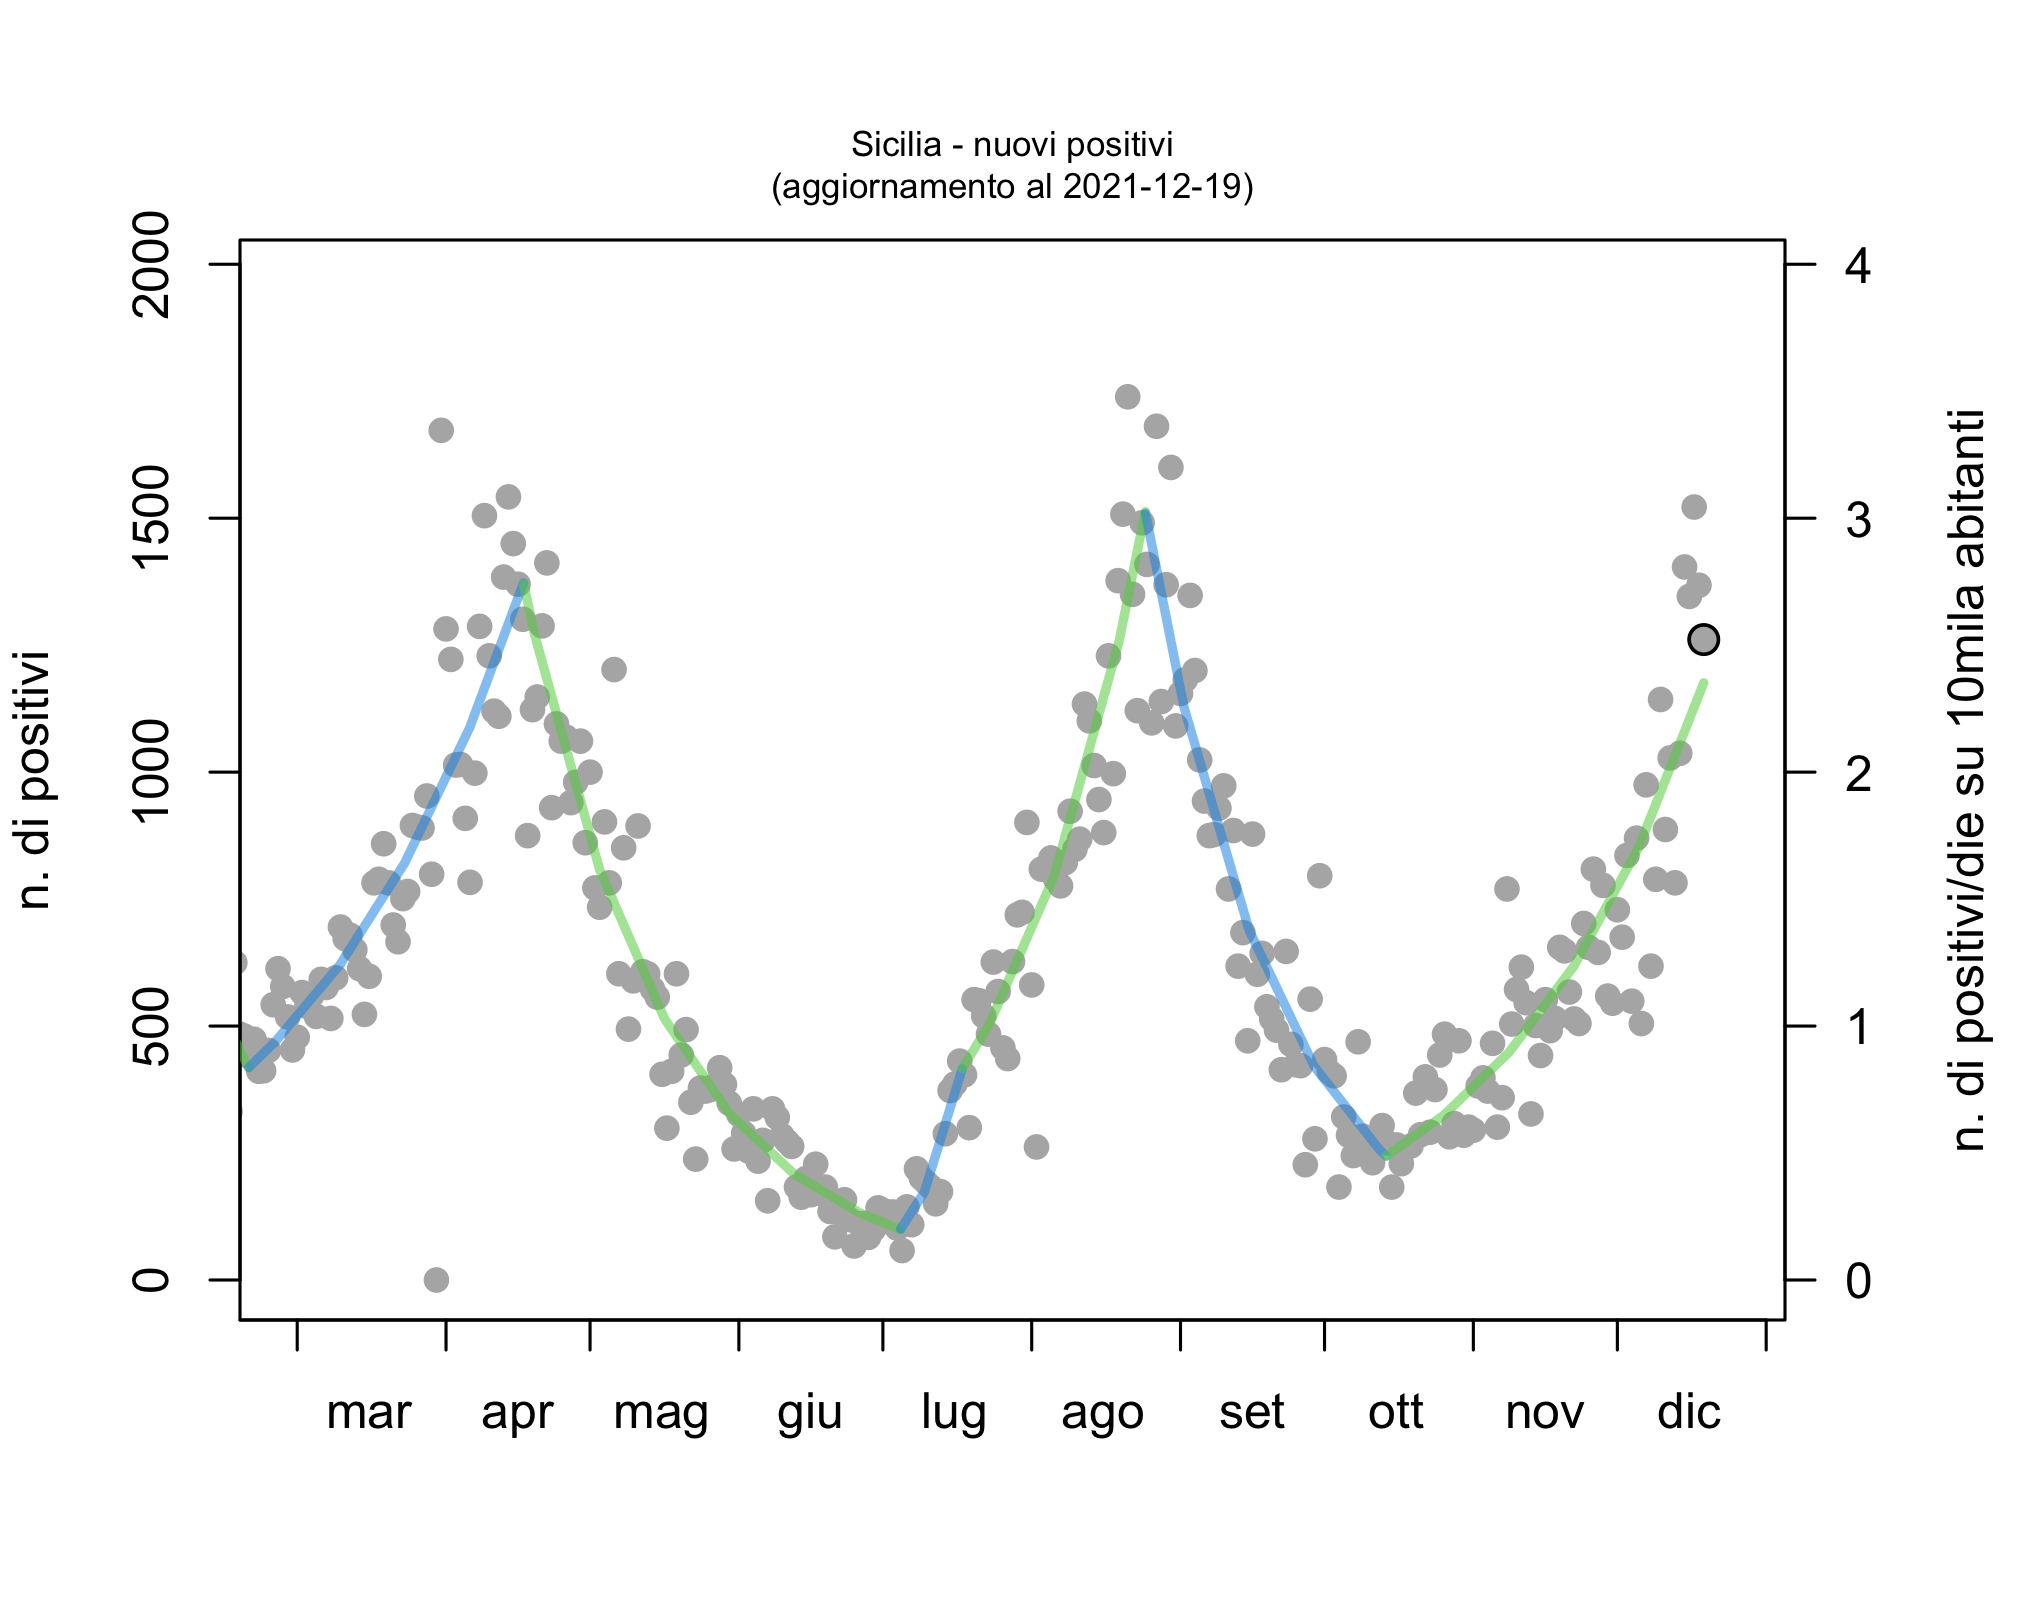 Sicilia - nuovi positivi
(aggiornamento al 2021-12-19)
n. di positivi
2000
1500
1000
500
0
4
3
2
1
0
n. di positivi/die su 10mila abitanti
mar apr mag giu lug ago set ott nov dic